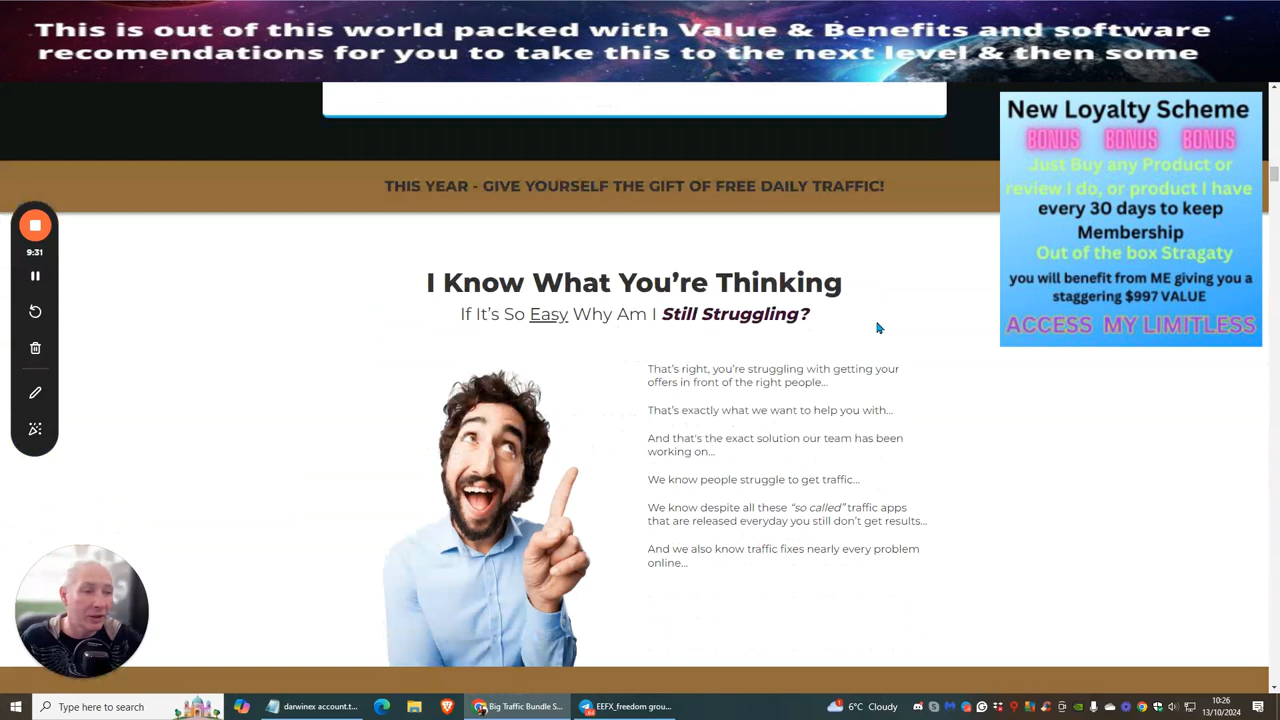 This is out of this world packed with Value & Benefits and software
recomendations for you to take this to the next level & then some
New Loyalty Scheme
BONUS BONUS BONUS
Just Buy any Product or
review I do, or product I have
every 30 days to keep
Membership
Out of the box Stragaty
you will benefit from ME giving you a
staggering $997 VALUE
ACCESS MY LIMITLESS
THIS YEAR - GIVE YOURSELF THE GIFT OF FREE DAILY TRAFFIC!
9:31
I Know What You're Thinking
If It's So Easy Why Am I Still Struggling?
That's right, you're struggling with getting your
offers in front of the right people...
That's exactly what we want to help you with...
And that's the exact solution our team has been
working on...
We know people struggle to get traffic...
We know despite all these "so called" traffic apps
that are released everyday you still don't get results...
And we also know traffic fixes nearly every problem
online...
Type here to search
darwinex account.t...
Big Traffic Bundle S...
EEFX_freedom grou...
6°C Cloudy
10:26
13/10/2024